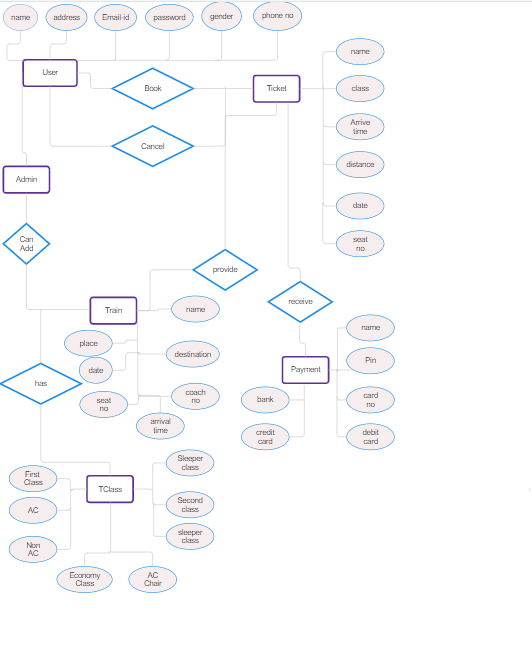 name
address
Email-id
password
gender
phone no
User
Book
Ticket
Cancel
name
class
Arrive
time
distance
date
seat
no
Admin
Can
Add
provide
receive
Train
name
place
destination
date
seat
no
coach
no
arrival
time
has
Payment
name
Pin
bank
card
no
credit
card
debit
card
TClass
First
Class
AC
Non
AC
Sleeper
class
Second
class
sleeper
class
Economy
Class
AC
Chair